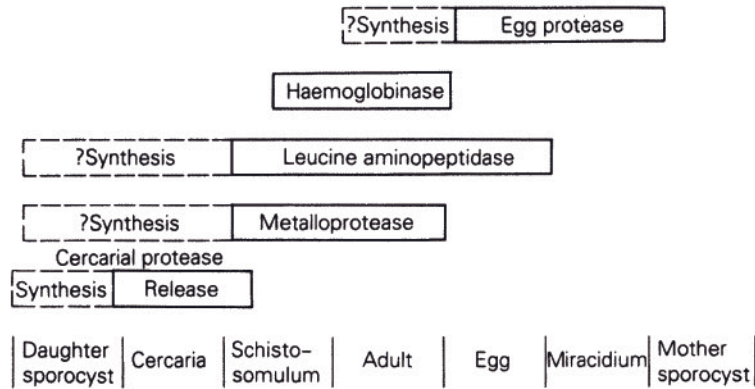 ?Synthesis Egg protease
Haemoglobinase
?Synthesis Leucine aminopeptidase
?Synthesis Metalloprotease
Cercarial protease
Synthesis Release
Daughter sporocyst
Cercaria
Schisto-
somulum
Adult
Egg
Miracidium
Mother
sporocyst